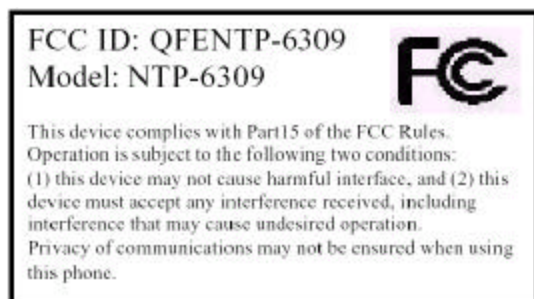 FCC ID: QFENTP-6309
Model: NTP-6309
FC
This device complies with Part15 of the FCC Rules.
Operation is subject to the following two conditions:
(1) this device may not cause harmful interface, and (2) this
device must accept any interference received, including
interference that may cause undesired operation.
Privacy of communications may not be ensured when using
this phone.